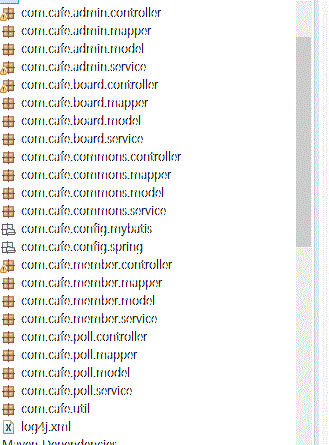 com.cafe.admin.controller
com.cafe.admin.mapper
com.cafe.admin.model
com.cafe.admin.service
com.cafe.board.controller
com.cafe.board.mapper
com.cafe.board.model
com.cafe.board.service
com.cafe.commons.controller
com.cafe.commons.mapper
com.cafe.commons.model
com.cafe.commons.service
com.cafe.config.mybatis
com.cafe.config.spring
com.cafe.member.controller
com.cafe.member.mapper
com.cafe.member.model
com.cafe.member.service
com.cafe.poll.controller
com.cafe.poll.mapper
com.cafe.poll.model
com.cafe.poll.service
com.cafe.util
log4j.xml
Maven Dependencies